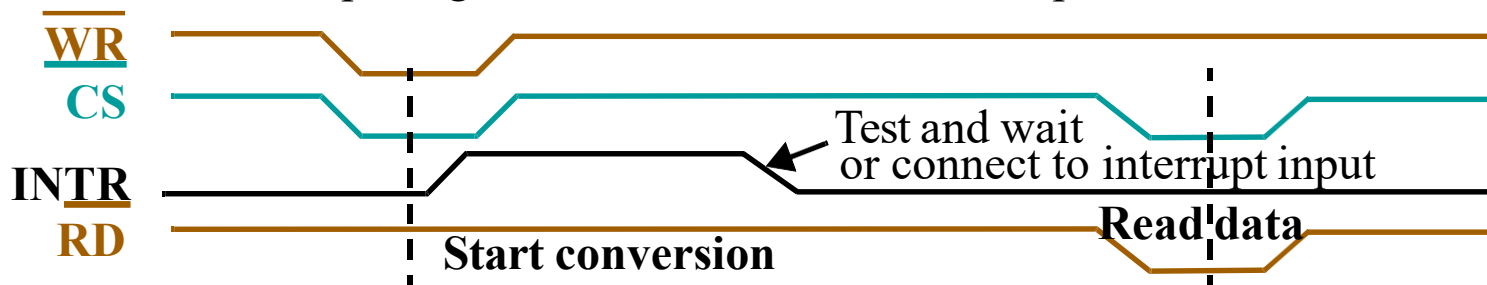 WR
CS
Test and wait
or connect to interrupt input
INTR
Read data
RD
Start conversion